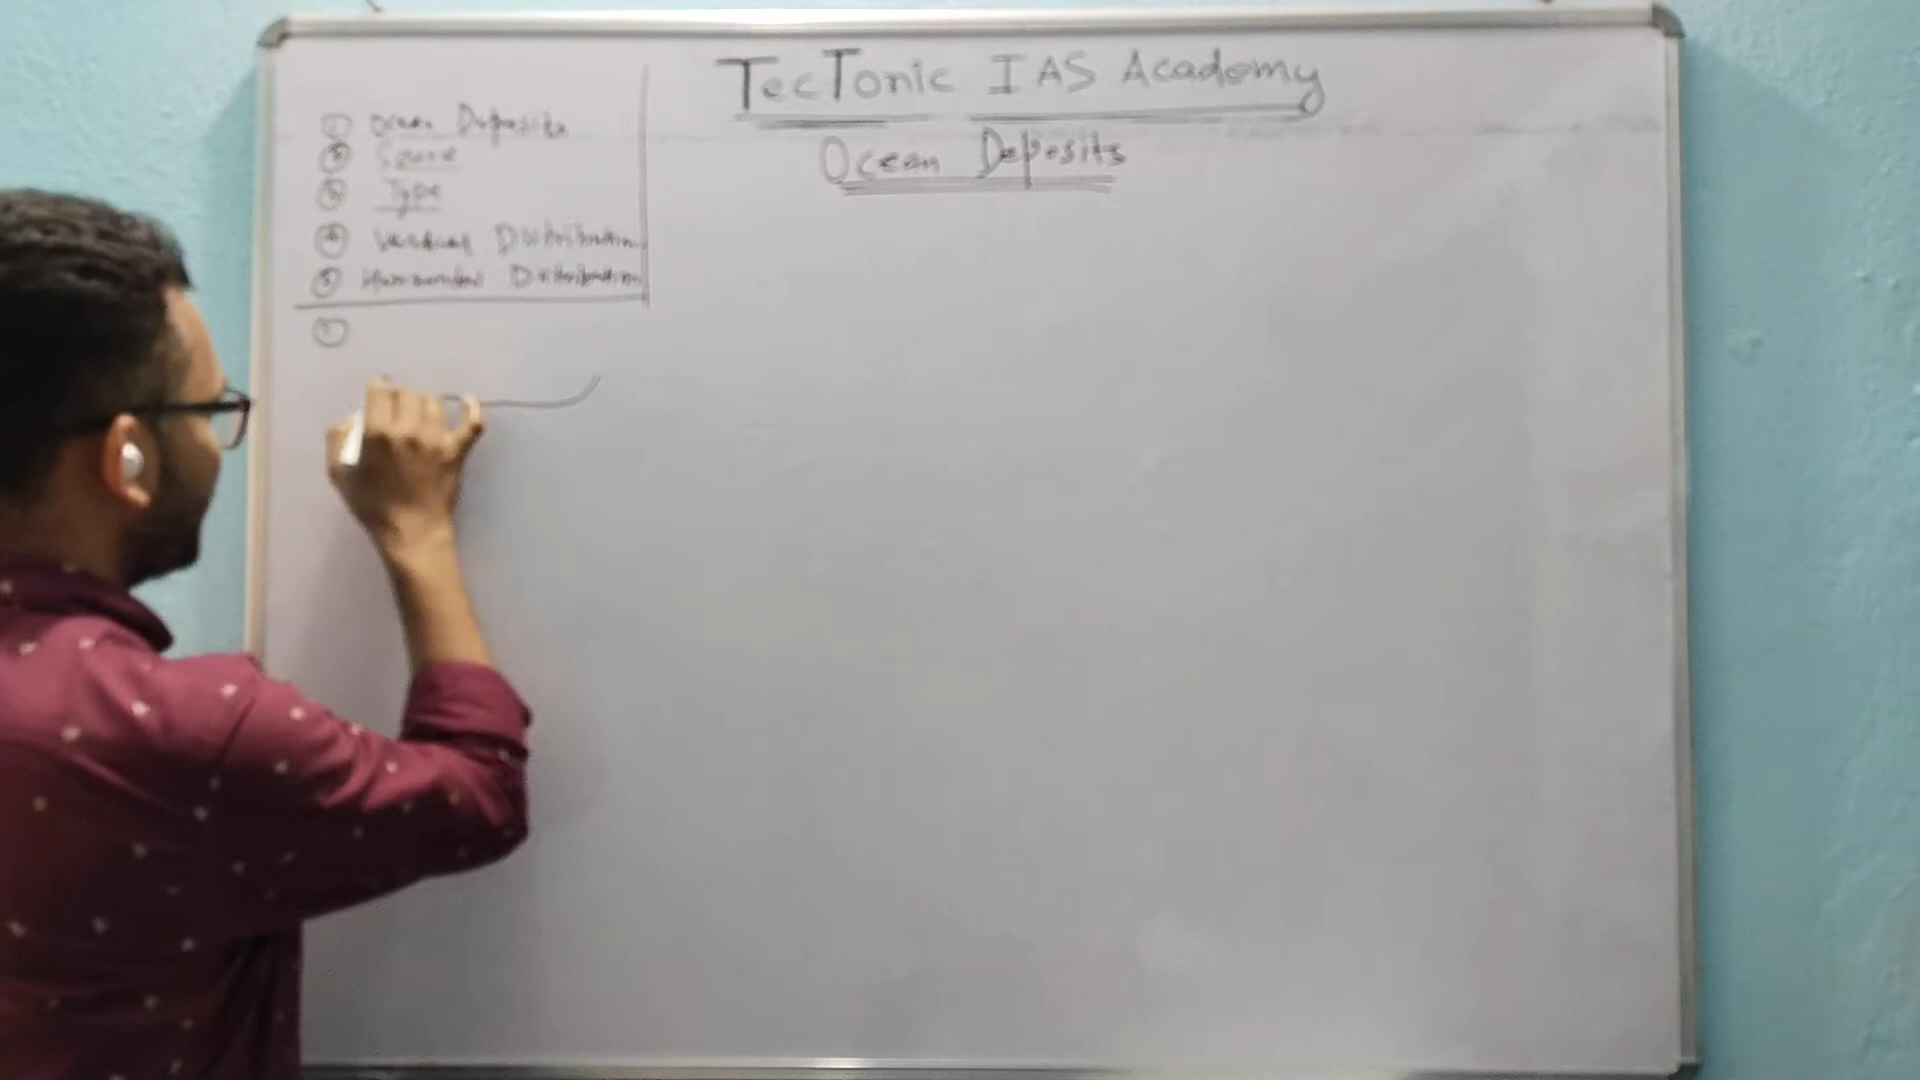 TecTonic IAS Academy
Ocean Deposits
① Ocean Deposits
② Source
③ Type
④ Vertical Distribution
⑤ Horizontal Distribution
①